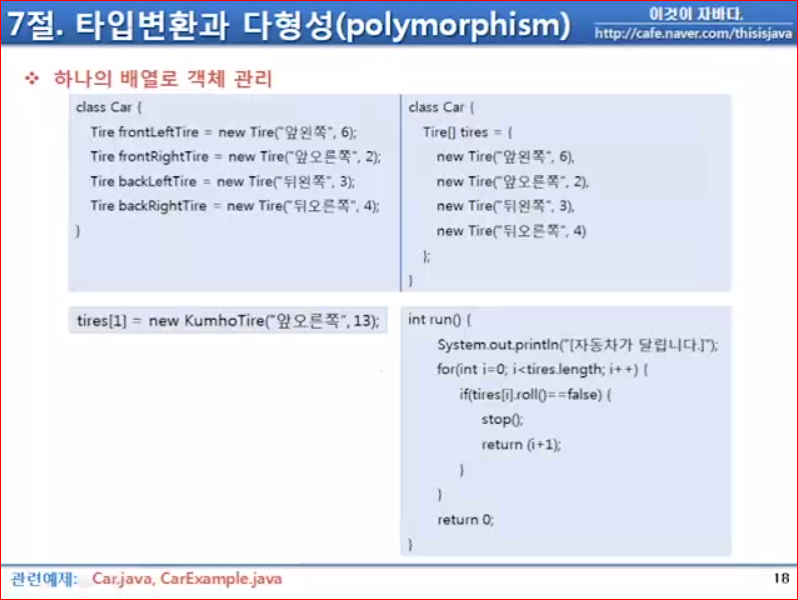 7절. 타입변환과 다형성(polymorphism)
이것이 자바다.
http://cafe.naver.com/thisisjava
❖ 하나의 배열로 객체 관리
class Car {
Tire frontLeftTire = new Tire("앞왼쪽", 6);
Tire frontRightTire = new Tire("앞오른쪽", 2);
Tire backLeftTire = new Tire("뒤왼쪽", 3);
Tire backRightTire = new Tire("뒤오른쪽", 4);
}
class Car {
Tire[] tires = {
new Tire("앞왼쪽", 6),
new Tire("앞오른쪽", 2),
new Tire("뒤왼쪽", 3),
new Tire("뒤오른쪽", 4)
};
}
tires[1] = new KumhoTire("앞오른쪽", 13);
int run() {
System.out.println("[자동차가 달립니다.]");
for(int i=0; i<tires.length; i++) {
if(tires[i].roll()==false) {
stop();
return (i+1);
}
}
return 0;
}
관련예제: Car.java, CarExample.java
18